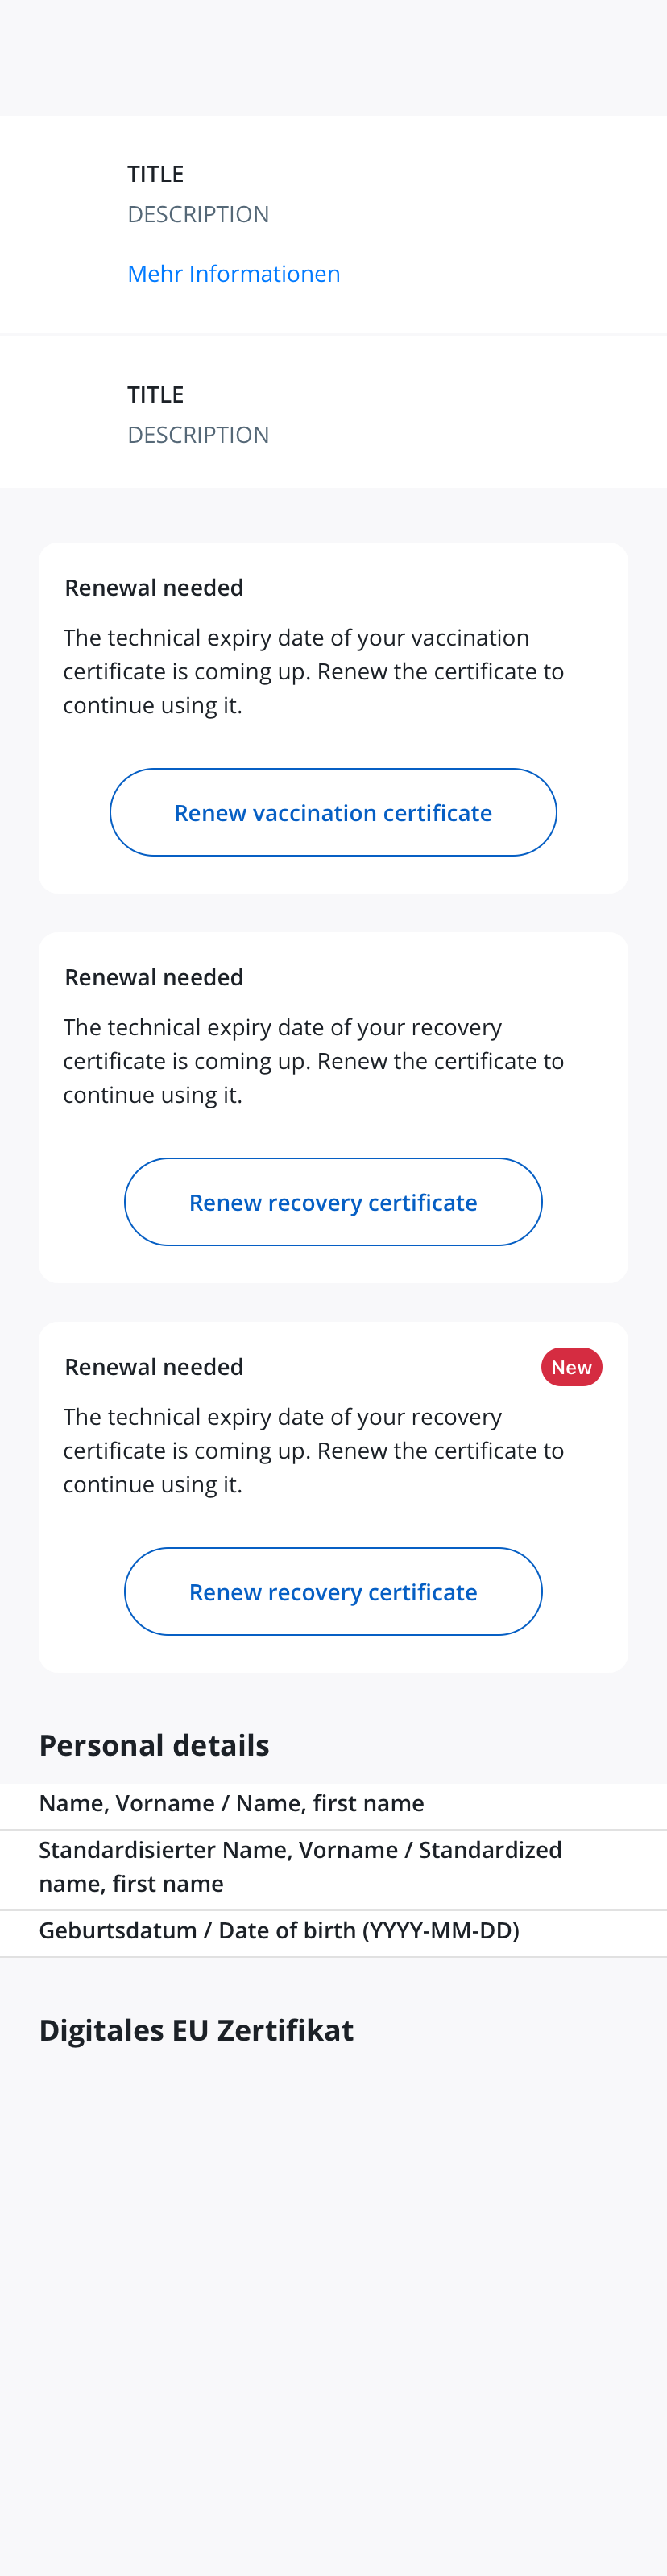 TITLE
DESCRIPTION
Mehr Informationen
TITLE
DESCRIPTION
Renewal needed
The technical expiry date of your vaccination
certificate is coming up. Renew the certificate to
continue using it.
Renew vaccination certificate
Renewal needed
The technical expiry date of your recovery
certificate is coming up. Renew the certificate to
continue using it.
Renew recovery certificate
Renewal needed
New
The technical expiry date of your recovery
certificate is coming up. Renew the certificate to
continue using it.
Renew recovery certificate
Personal details
Name, Vorname / Name, first name
Standardisierter Name, Vorname / Standardized
name, first name
Geburtsdatum / Date of birth (YYYY-MM-DD)
Digitales EU Zertifikat